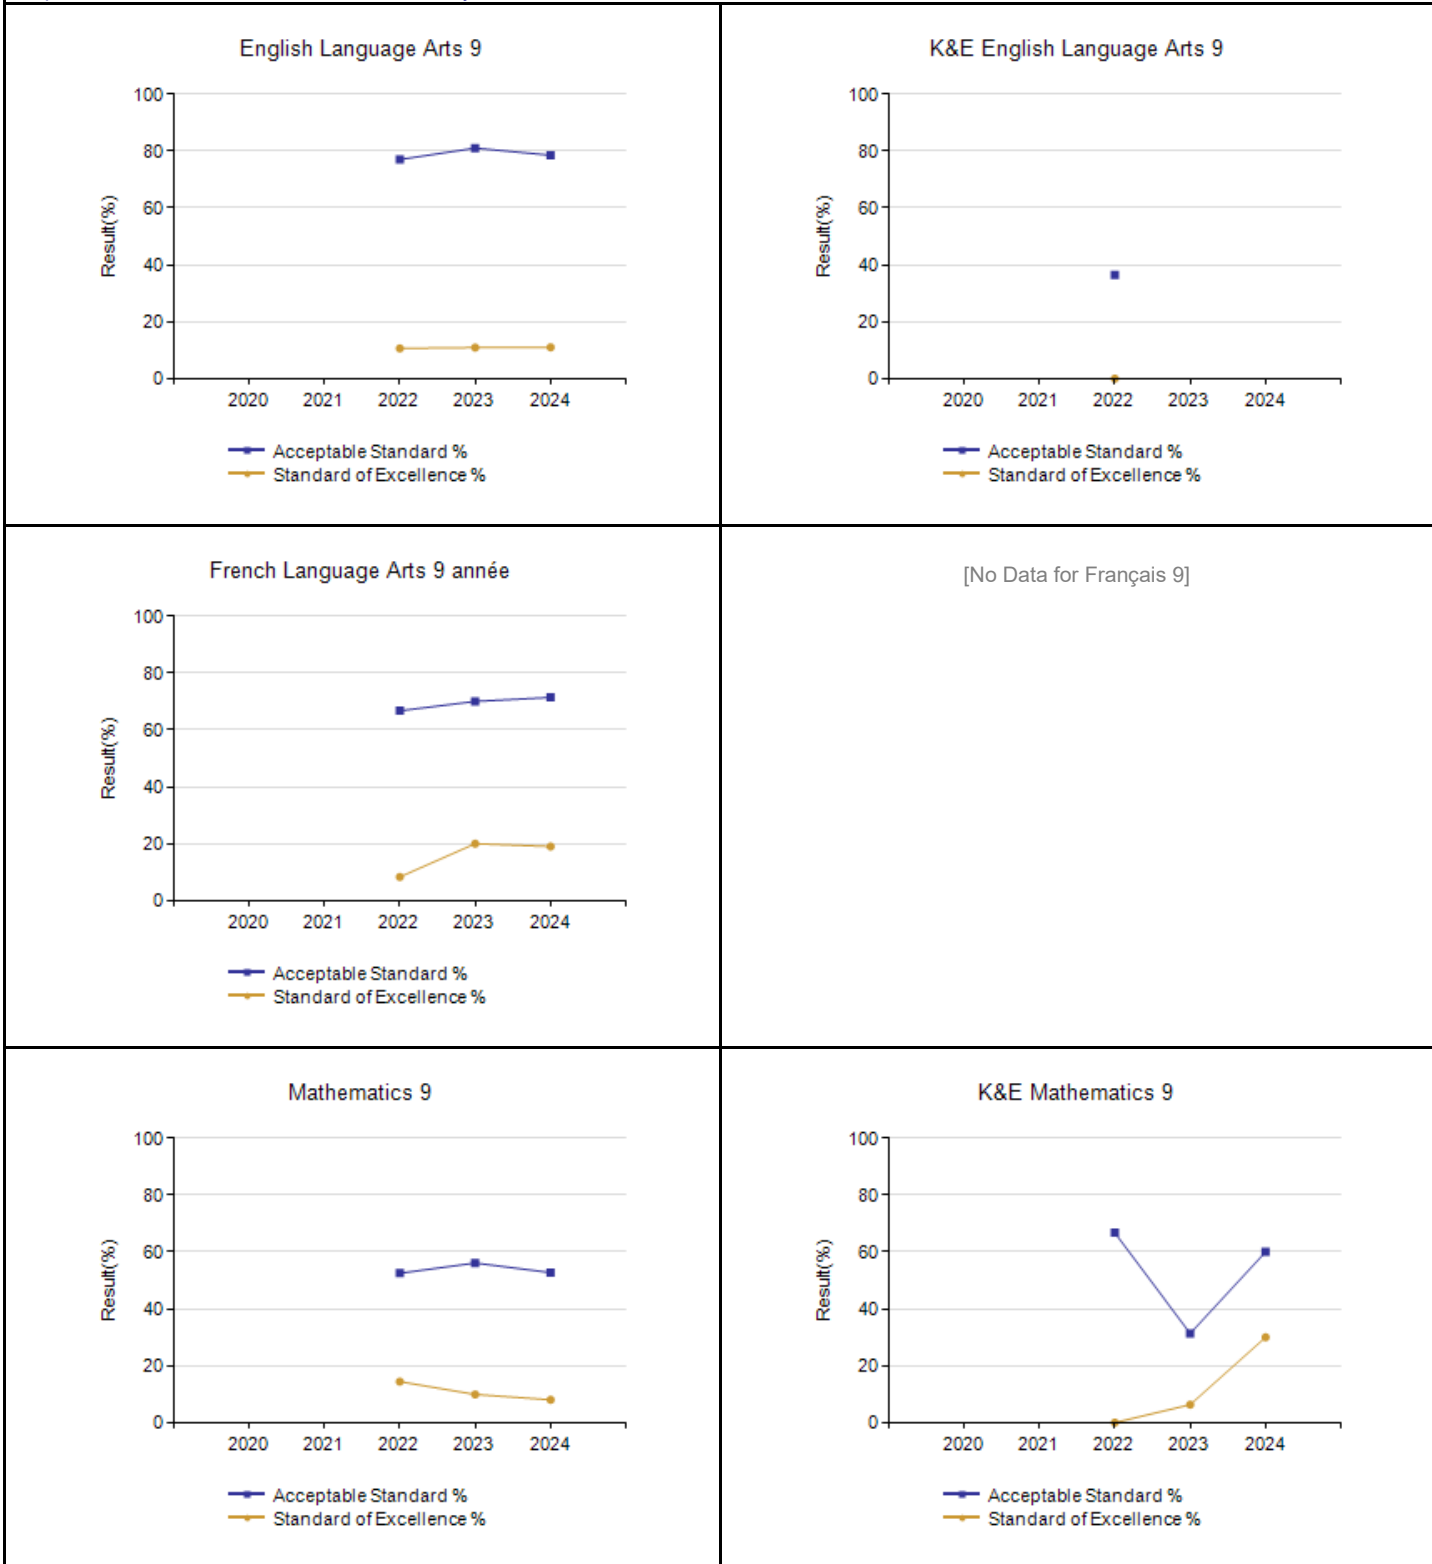 English Language Arts 9
100
80
60
40
20
0
Result(%)
2020 2021 2022 2023 2024
Acceptable Standard %
Standard of Excellence %
K&E English Language Arts 9
100
80
60
40
20
0
Result(%)
2020 2021 2022 2023 2024
Acceptable Standard %
Standard of Excellence %
French Language Arts 9 année
100
80
60
40
20
0
Result(%)
2020 2021 2022 2023 2024
Acceptable Standard %
Standard of Excellence %
[No Data for Français 9]
Mathematics 9
100
80
60
40
20
0
Result(%)
2020 2021 2022 2023 2024
Acceptable Standard %
Standard of Excellence %
K&E Mathematics 9
100
80
60
40
20
0
Result(%)
2020 2021 2022 2023 2024
Acceptable Standard %
Standard of Excellence %